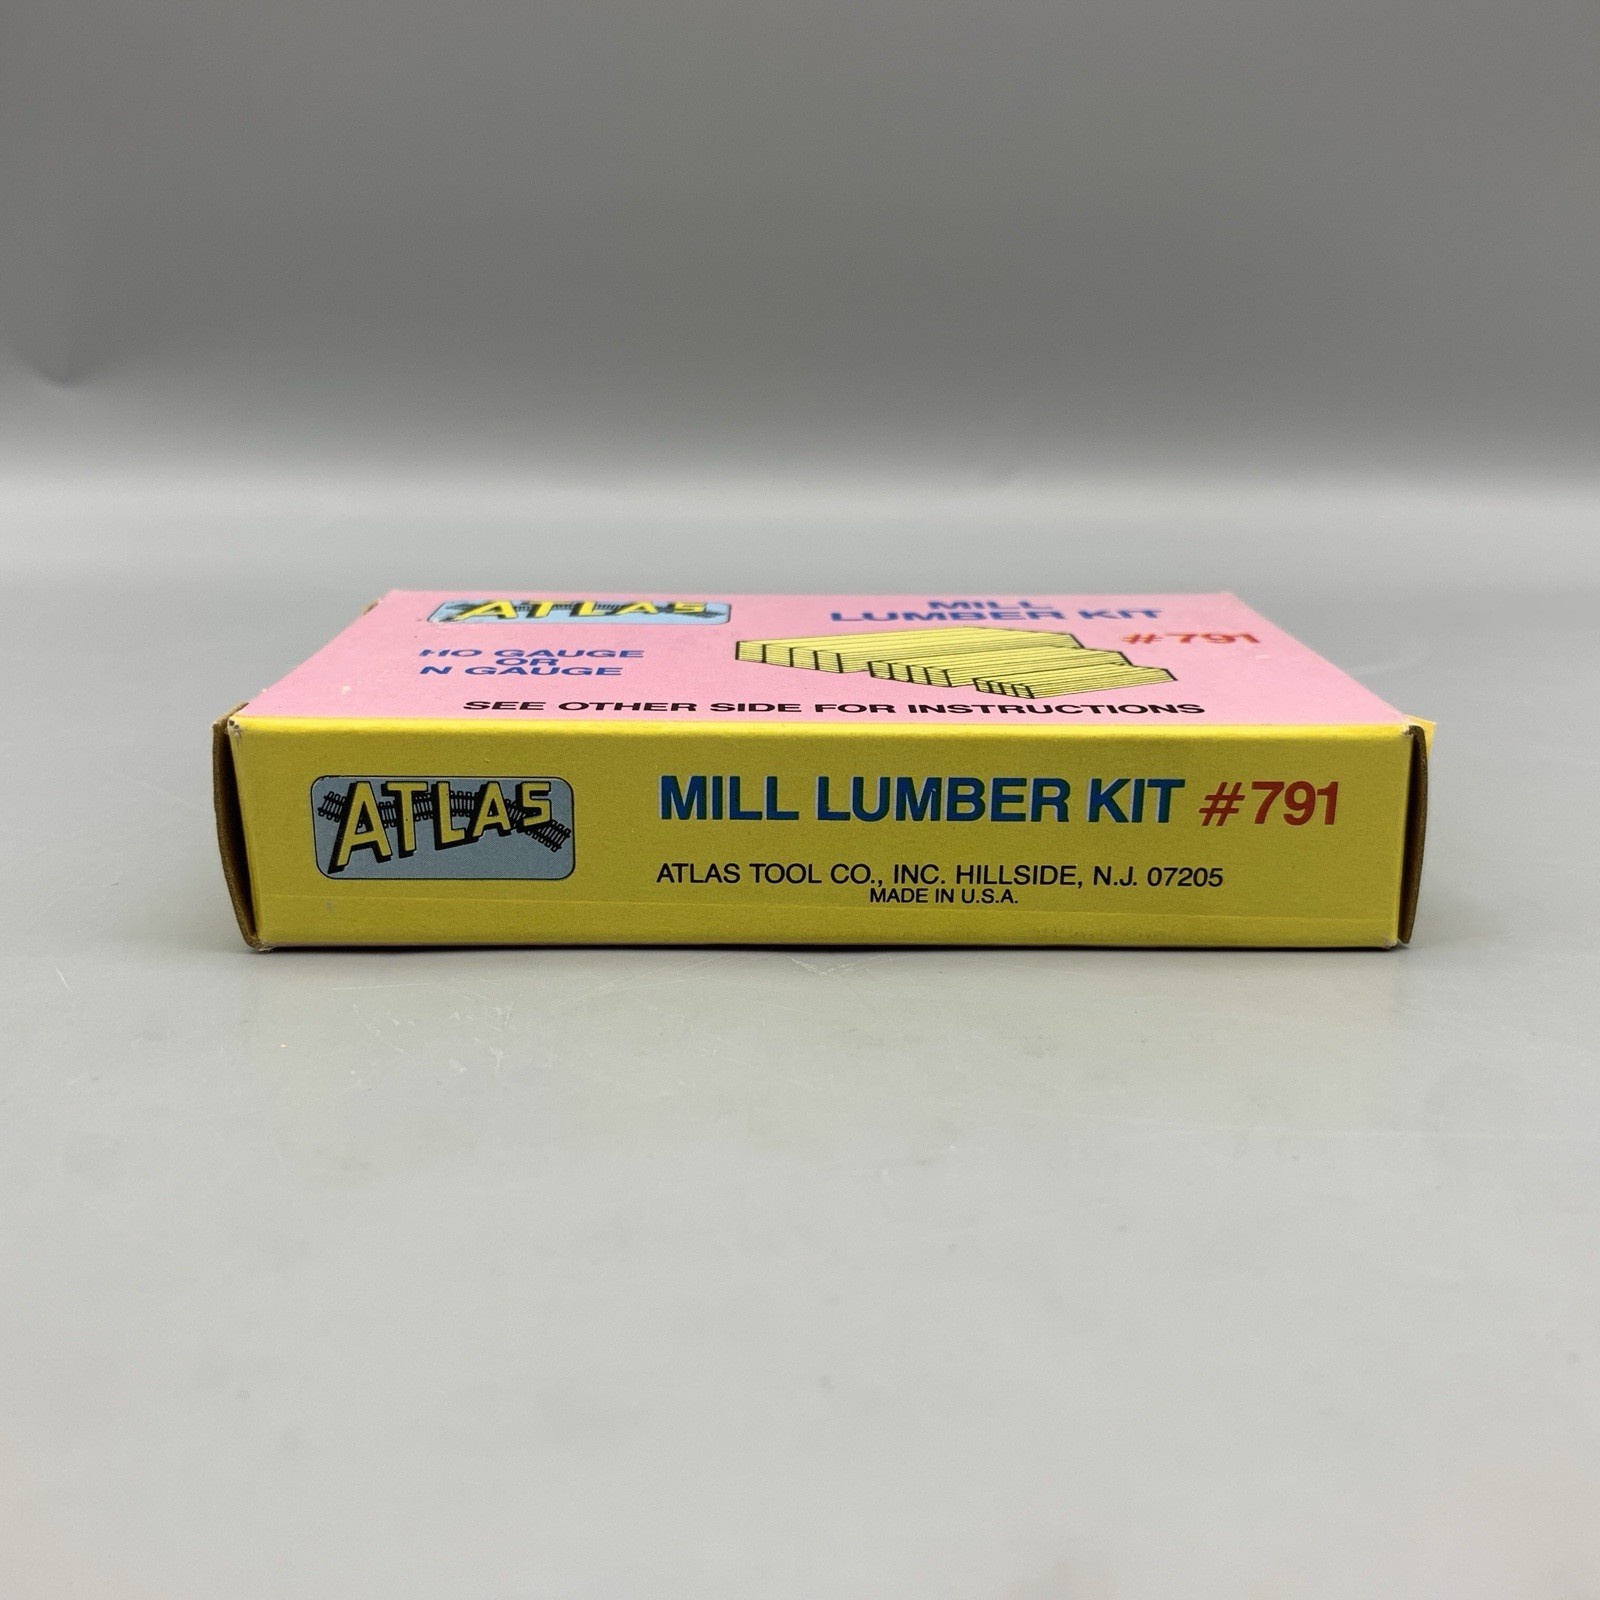 ATLAS
MILL
LUMBER KIT
#791
HO GAUGE
OR
N GAUGE
SEE OTHER SIDE FOR INSTRUCTIONS
ATLAS
MILL LUMBER KIT #791
ATLAS TOOL CO., INC. HILLSIDE, N.J. 07205
MADE IN U.S.A.